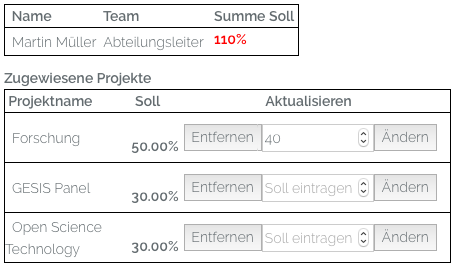 Name Team Summe Soll
Martin Müller Abteilungsleiter 110%
Zugewiesene Projekte
Projektname Soll Aktualisieren
Forschung 50.00% Entfernen 40 Ändern
GESIS Panel 30.00% Entfernen Soll eintragen Ändern
Open Science
Technology 30.00% Entfernen Soll eintragen Ändern